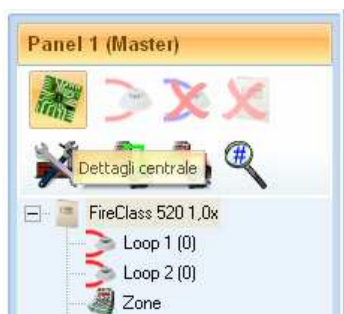 Panel 1 (Master)
#
Dettagli centrale
FireClass 520 1,0x
Loop 1 (0)
Loop 2 (0)
Zone